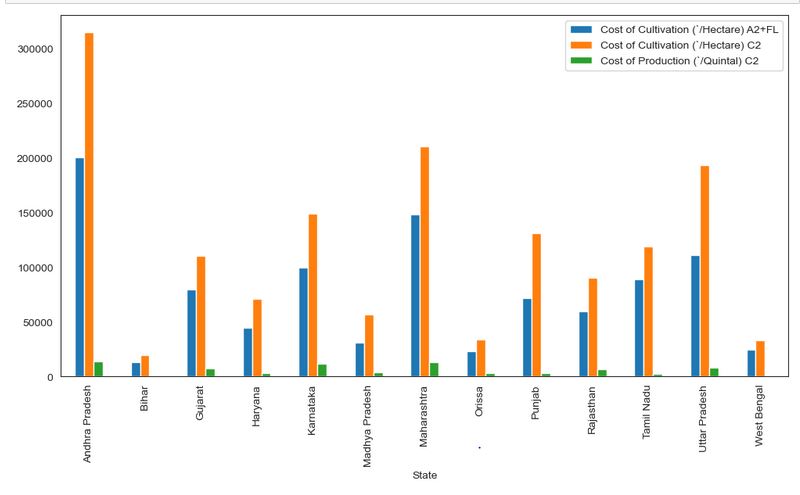 Cost of Cultivation (`/Hectare) A2+FL
Cost of Cultivation (`/Hectare) C2
Cost of Production (`/Quintal) C2
300000
250000
200000
150000
100000
50000
0
Andhra Pradesh
Bihar
Gujarat
Haryana
Karnataka
Madhya Pradesh
Maharashtra
Orissa
Punjab
Rajasthan
Tamil Nadu
Uttar Pradesh
West Bengal
State